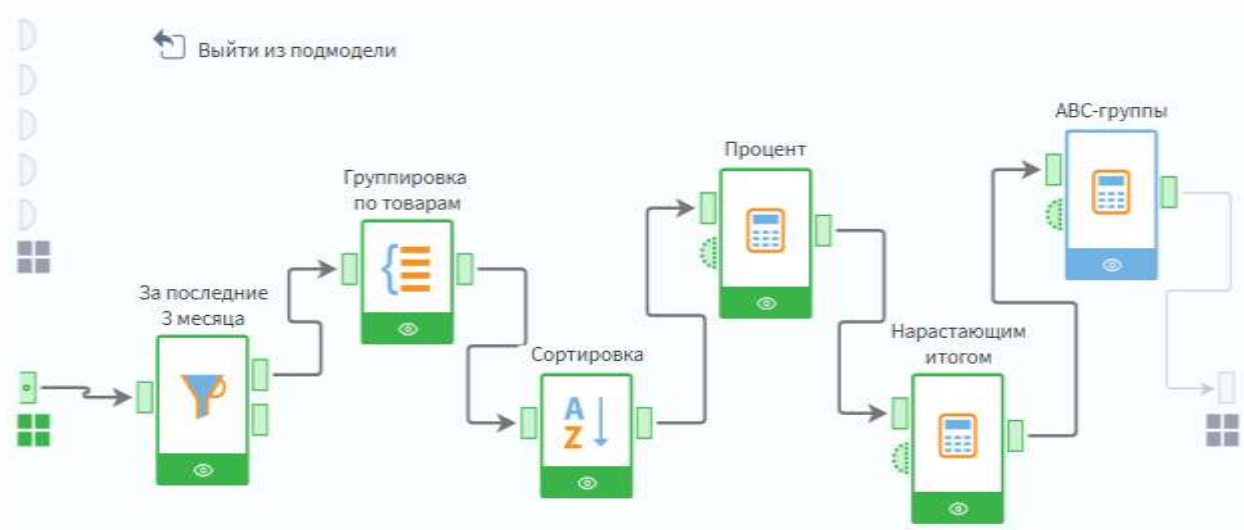 Выйти из подмодели
За последние
3 месяца
Группировка
по товарам
Сортировка
A
Z
Процент
Нарастающим
итогом
ABC-группы